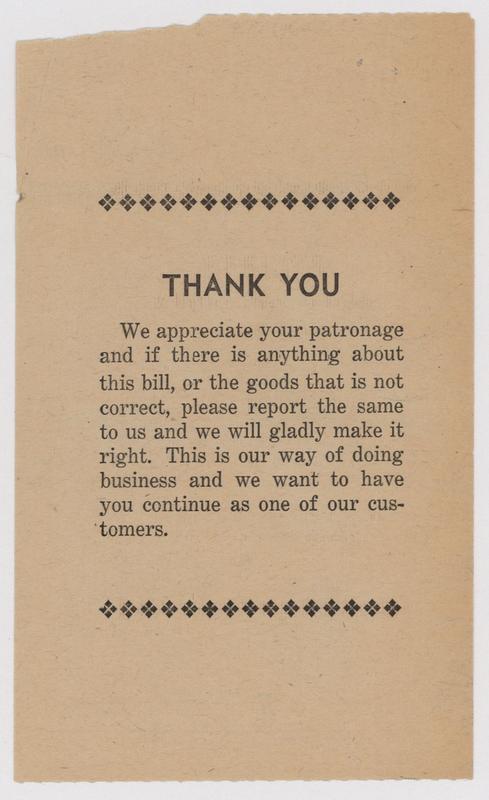 THANK YOU
We appreciate your patronage
and if there is anything about
this bill, or the goods that is not
correct, please report the same
to us and we will gladly make it
right. This is our way of doing
business and we want to have
you continue as one of our cus-
tomers.